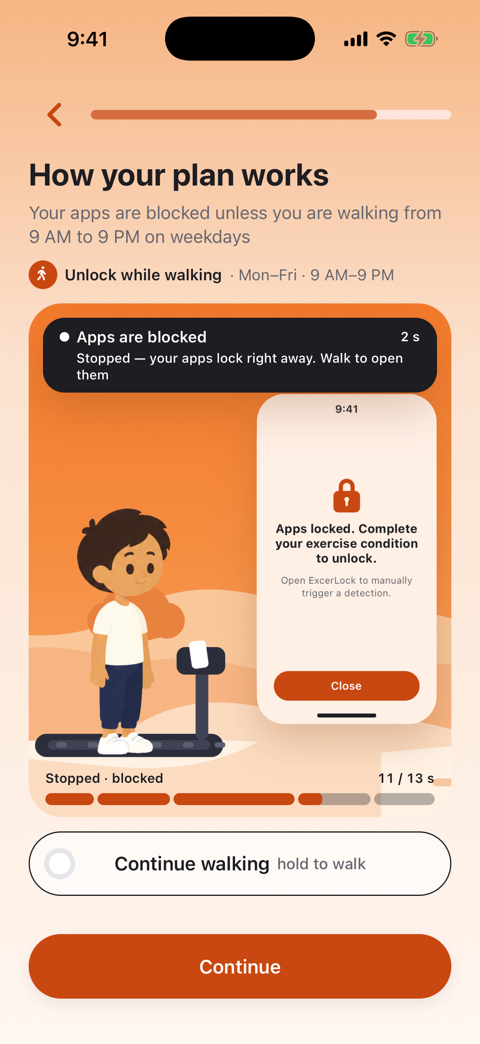 9:41
How your plan works
Your apps are blocked unless you are walking from
9 AM to 9 PM on weekdays
Unlock while walking · Mon–Fri · 9 AM–9 PM
Apps are blocked 2 s
Stopped — your apps lock right away. Walk to open
them
9:41
Apps locked. Complete
your exercise condition
to unlock.
Open ExcerLock to manually
trigger a detection.
Close
Stopped · blocked 11 / 13 s
Continue walking hold to walk
Continue